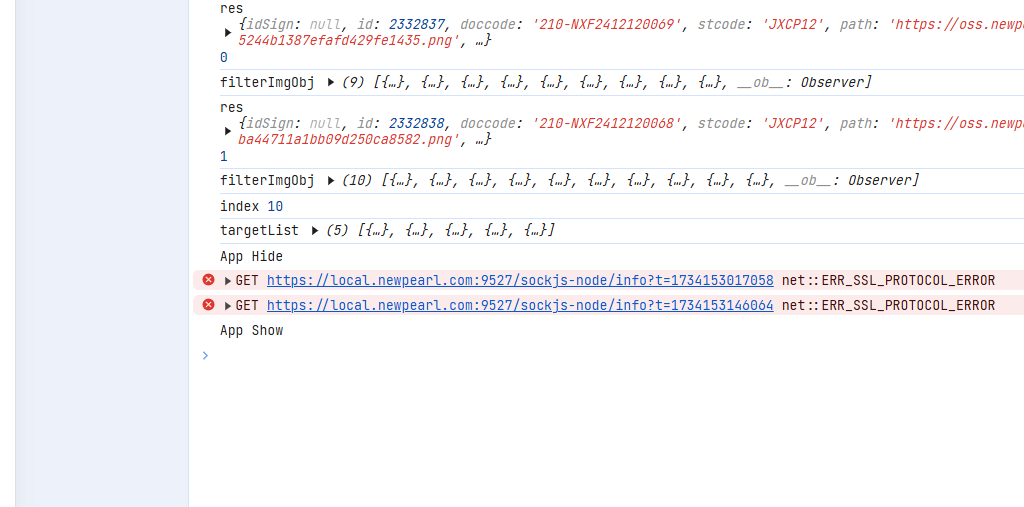 res
{idSign: null, id: 2332837, doccode: '210-NXF2412120069', stcode: 'JXCP12', path: 'https://oss.newpe
5244b1387efafd429fe1435.png', …}
0
filterImgObj ▶ (9) [{…}, {…}, {…}, {…}, {…}, {…}, {…}, {…}, {…}, __ob__: Observer]
res
{idSign: null, id: 2332838, doccode: '210-NXF2412120068', stcode: 'JXCP12', path: 'https://oss.newpe
ba44711a1bb09d250ca8582.png', …}
1
filterImgObj ▶ (10) [{…}, {…}, {…}, {…}, {…}, {…}, {…}, {…}, {…}, {…}, __ob__: Observer]
index 10
targetList ▶ (5) [{…}, {…}, {…}, {…}, {…}]
App Hide
▶ GET https://local.newpearl.com:9527/sockjs-node/info?t=1734153017058 net::ERR_SSL_PROTOCOL_ERROR
▶ GET https://local.newpearl.com:9527/sockjs-node/info?t=1734153146064 net::ERR_SSL_PROTOCOL_ERROR
App Show